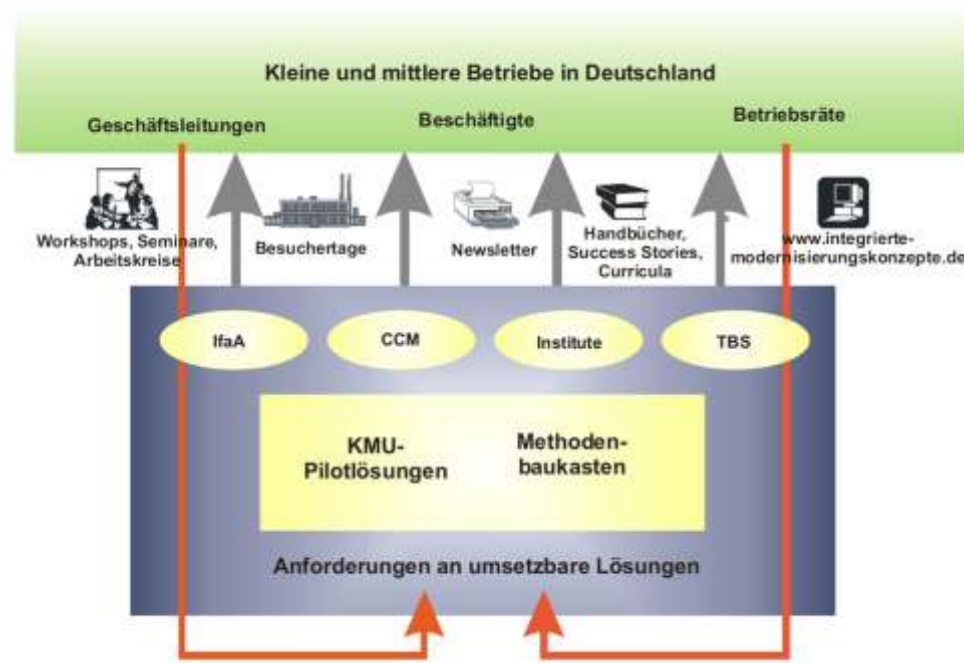 Kleine und mittlere Betriebe in Deutschland
Geschäftsleitungen
Beschäftigte
Betriebsräte
Workshops, Seminare,
Arbeitskreise
Besuchertage
Newsletter
Handbücher,
Success Stories,
Curricula
www.integrierte-
modernisierungskonzepte.de
IfaA
CCM
Institute
TBS
KMU-
Pilotlösungen
Methoden-
baukasten
Anforderungen an umsetzbare Lösungen